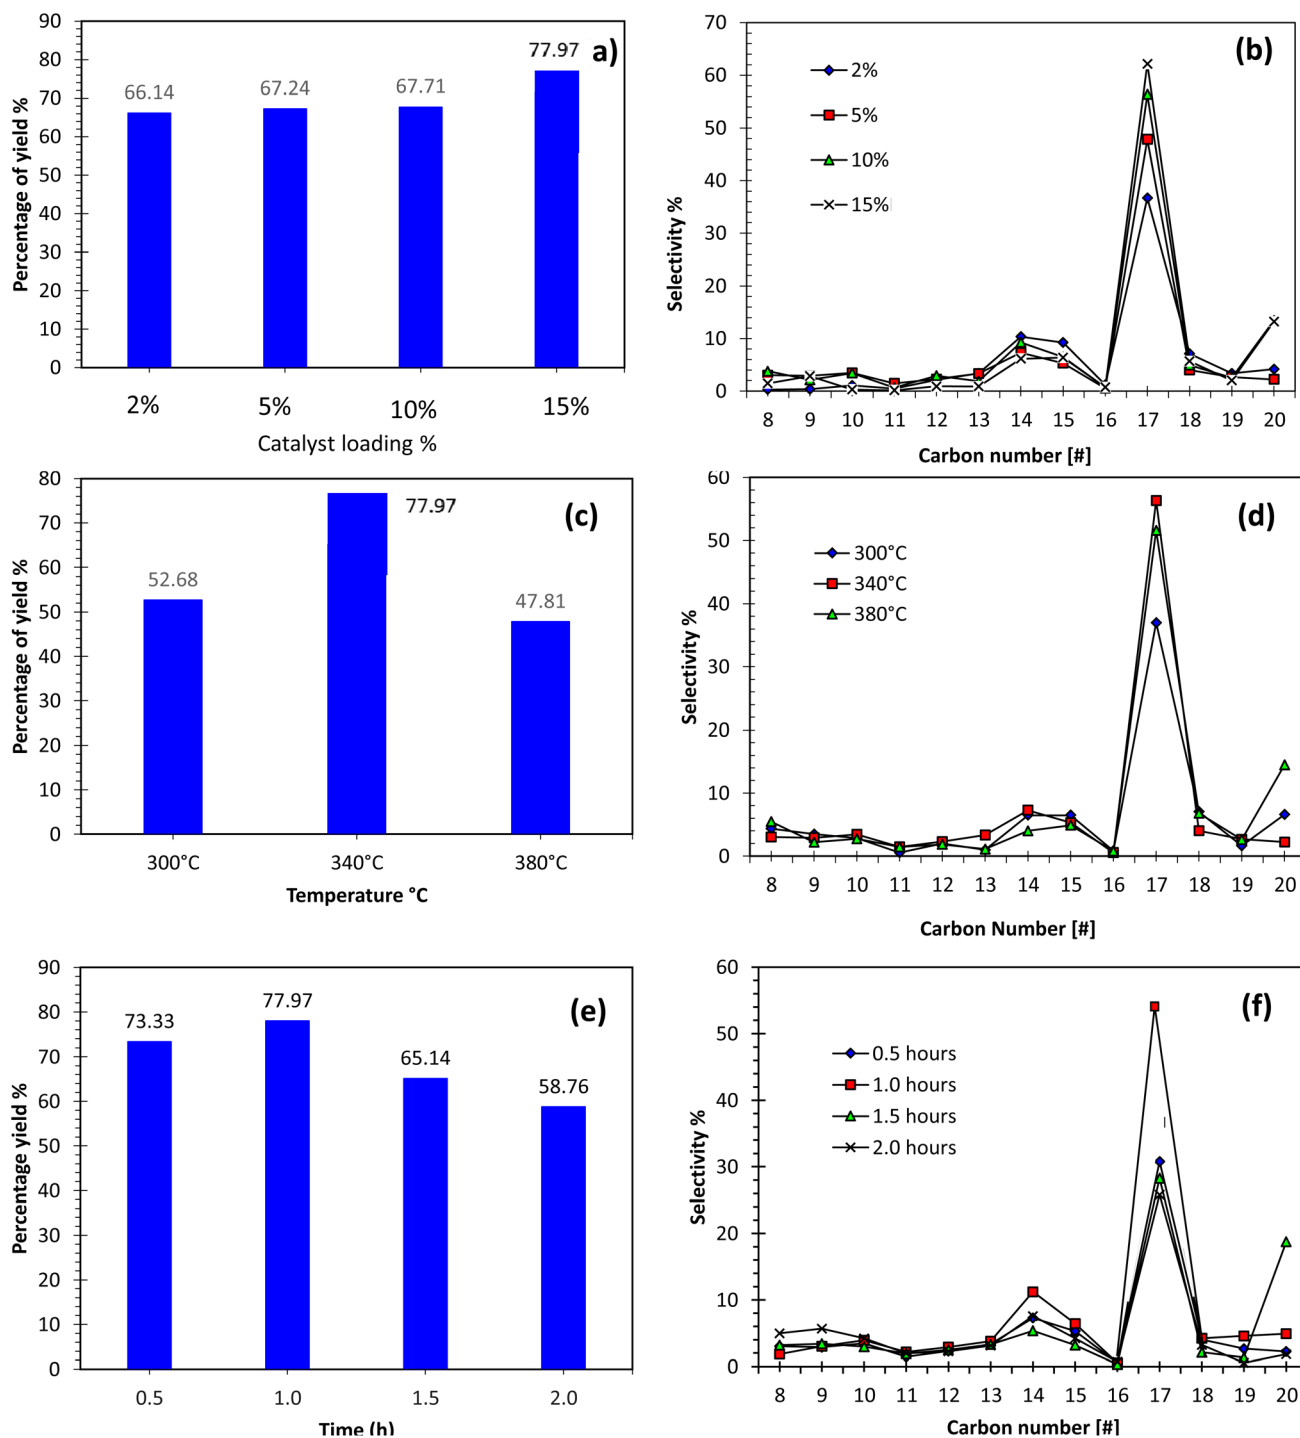 a)
90
80
70
60
50
40
30
20
10
0
Percentage of yield %
66.14
67.24
67.71
77.97
2%
5%
10%
15%
Catalyst loading %
(b)
70
60
50
40
30
20
10
0
Selectivity %
2%
5%
10%
15%
8 9 10 11 12 13 14 15 16 17 18 19 20
Carbon number [#]
(c)
80
70
60
50
40
30
20
10
0
Percentage of yield %
52.68
77.97
47.81
300°C
340°C
380°C
Temperature °C
(d)
60
50
40
30
20
10
0
Selectivity %
300°C
340°C
380°C
8 9 10 11 12 13 14 15 16 17 18 19 20
Carbon Number [#]
(e)
90
80
70
60
50
40
30
20
10
0
Percentage yield %
73.33
77.97
65.14
58.76
0.5
1.0
1.5
2.0
Time (h)
(f)
60
50
40
30
20
10
0
Selectivity %
0.5 hours
1.0 hours
1.5 hours
2.0 hours
8 9 10 11 12 13 14 15 16 17 18 19 20
Carbon number [#]